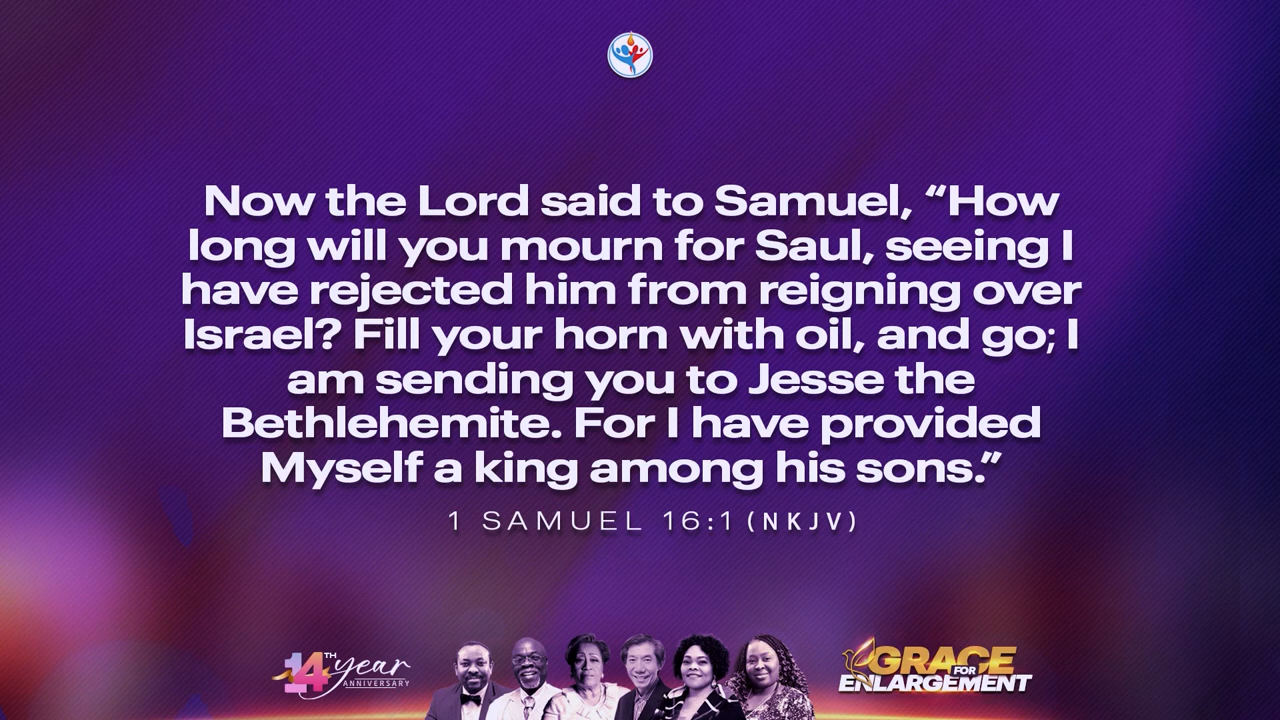 Now the Lord said to Samuel, “How
long will you mourn for Saul, seeing I
have rejected him from reigning over
Israel? Fill your horn with oil, and go; I
am sending you to Jesse the
Bethlehemite. For I have provided
Myself a king among his sons.”
1 SAMUEL 16:1 (NKJV)
14TH year
ANNIVERSARY
GRACE
FOR
ENLARGEMENT